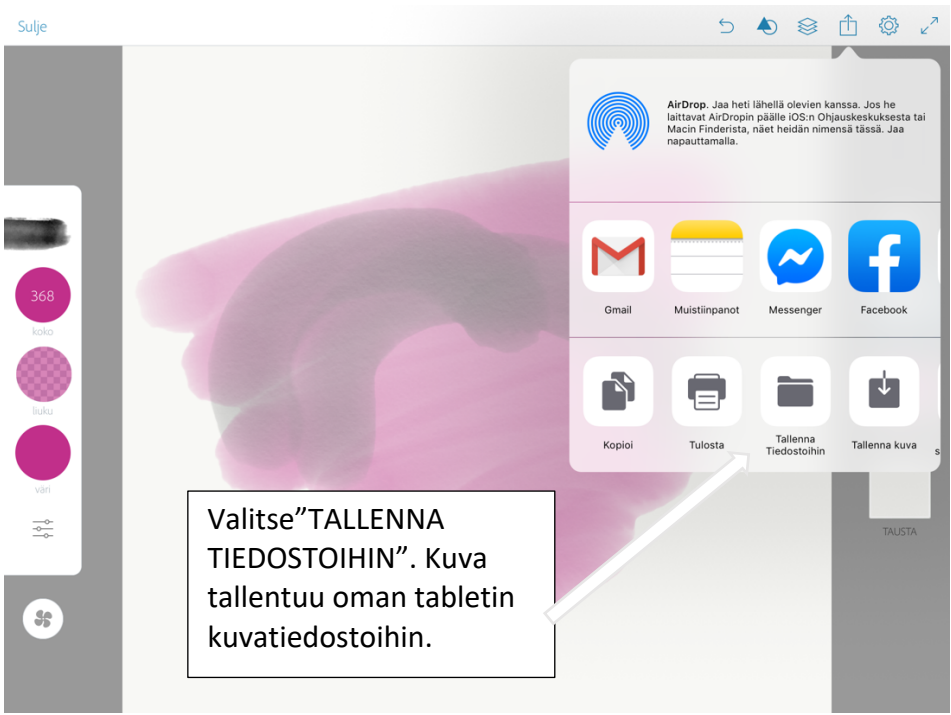 Sulje
AirDrop. Jaa heti lähellä olevien kanssa. Jos he
laittavat AirDropin päälle iOS:n Ohjauskeskuksesta tai
Macin Finderista, näet heidän nimensä tässä. Jaa
napauttamalla.
Gmail
Muistiinpanot
Messenger
Facebook
368
koko
liuku
väri
Kopioi
Tulosta
Tallenna
Tiedostoihin
Tallenna kuva
s
TAUSTA
Valitse”TALLENNA
TIEDOSTOIHIN”. Kuva
tallentuu oman tabletin
kuvatiedostoihin.